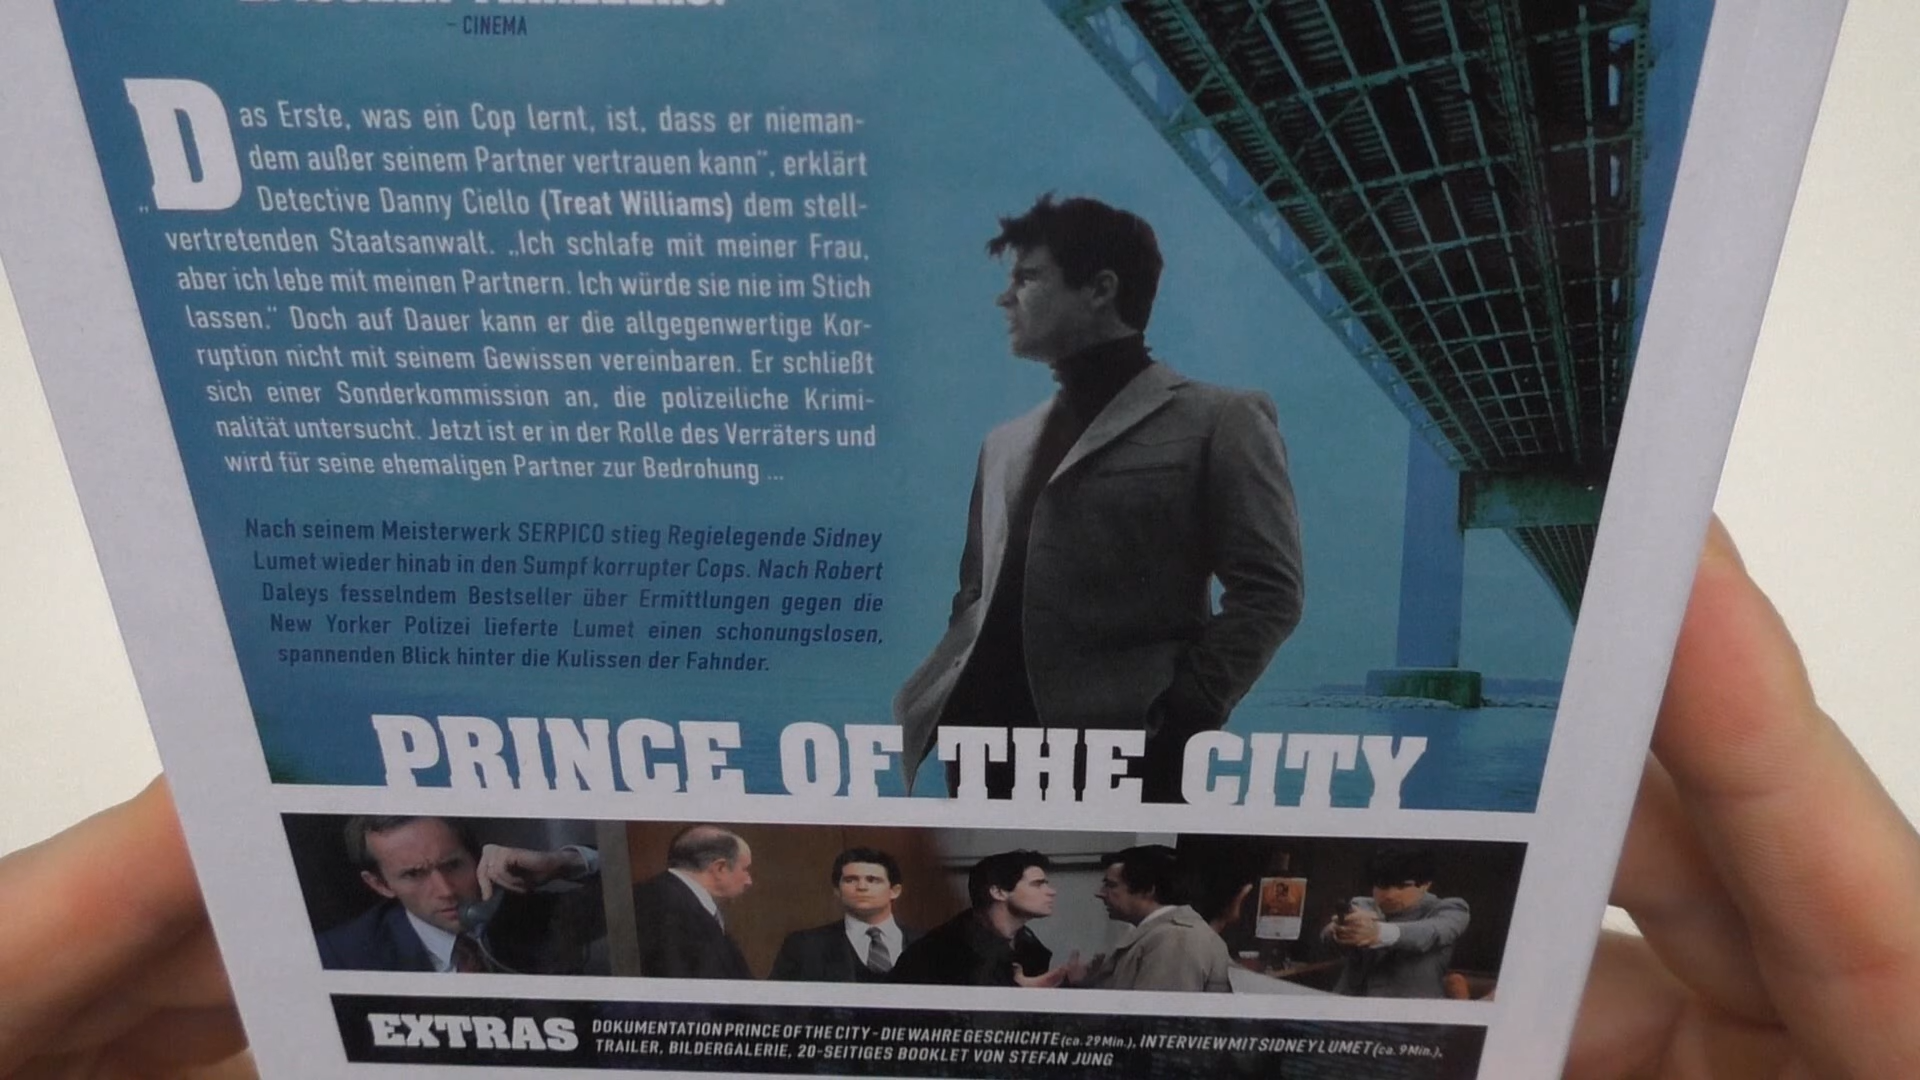 – CINEMA
„Das Erste, was ein Cop lernt, ist, dass er nieman-
dem außer seinem Partner vertrauen kann“, erklärt
Detective Danny Ciello (Treat Williams) dem stell-
vertretenden Staatsanwalt. „Ich schlafe mit meiner Frau,
aber ich lebe mit meinen Partnern. Ich würde sie nie im Stich
lassen.“ Doch auf Dauer kann er die allgegenwertige Kor-
ruption nicht mit seinem Gewissen vereinbaren. Er schließt
sich einer Sonderkommission an, die polizeiliche Krimi-
nalität untersucht. Jetzt ist er in der Rolle des Verräters und
wird für seine ehemaligen Partner zur Bedrohung ...
Nach seinem Meisterwerk SERPICO stieg Regielegende Sidney
Lumet wieder hinab in den Sumpf korrupter Cops. Nach Robert
Daleys fesselndem Bestseller über Ermittlungen gegen die
New Yorker Polizei lieferte Lumet einen schonungslosen,
spannenden Blick hinter die Kulissen der Fahnder.
PRINCE OF THE CITY
EXTRAS DOKUMENTATION PRINCE OF THE CITY - DIE WAHRE GESCHICHTE (ca. 29 Min.), INTERVIEW MIT SIDNEY LUMET (ca. 9 Min.),
TRAILER, BILDERGALERIE, 20-SEITIGES BOOKLET VON STEFAN JUNG